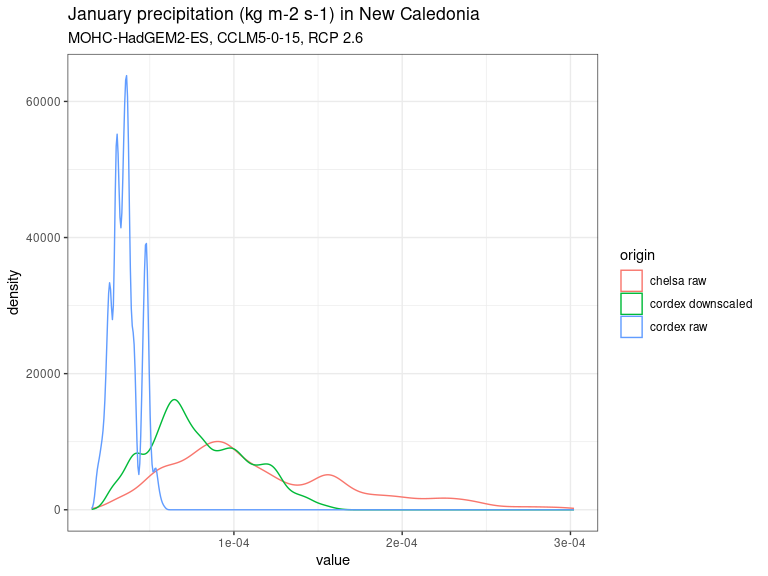 January precipitation (kg m-2 s-1) in New Caledonia
MOHC-HadGEM2-ES, CCLM5-0-15, RCP 2.6
60000
40000
20000
0
density
1e-04
2e-04
3e-04
value
origin
chelsa raw
cordex downscaled
cordex raw